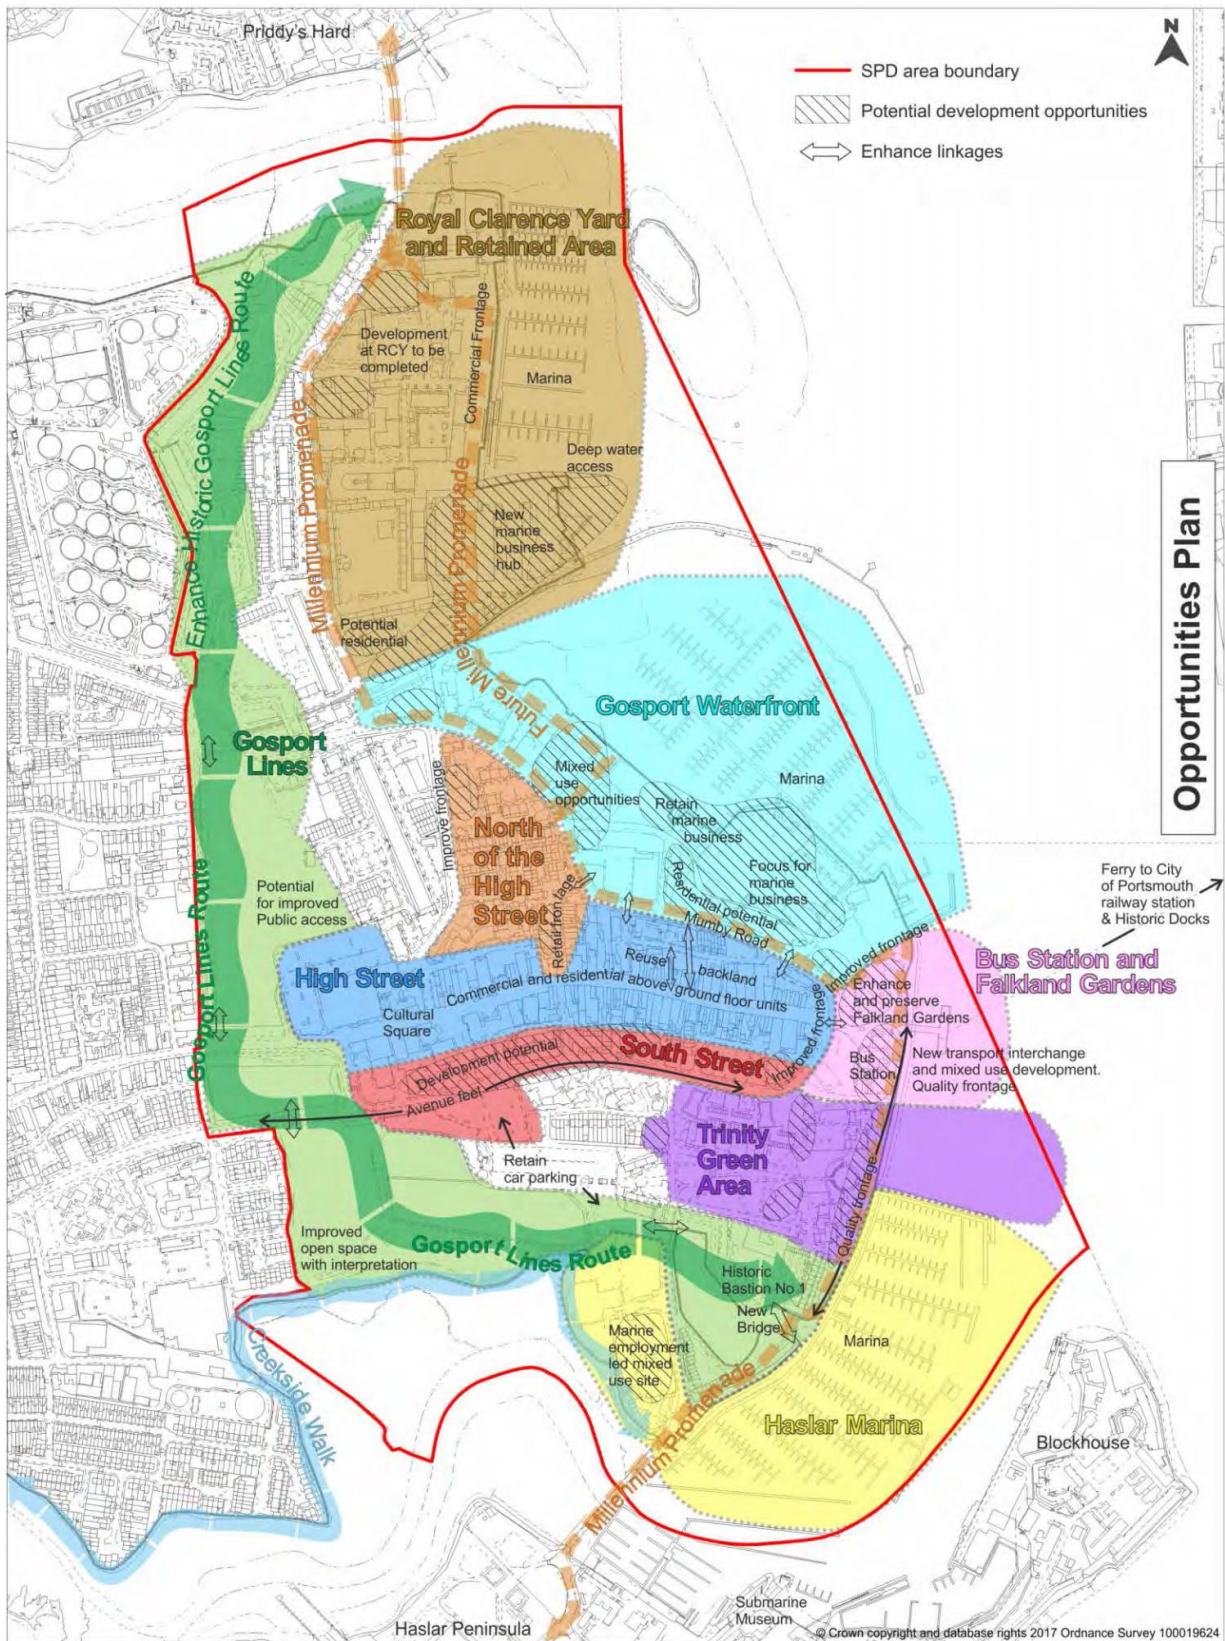 Priddy's Hard
N
SPD area boundary
Potential development opportunities
Enhance linkages
Royal Clarence Yard
and Retained Area
Enhance Historic Gosport Lines Route
Development
at RCY to be
completed
Commercial Frontage
Marina
Millennium Promenade
Deep water
access
New
marine
business
hub
Future Millennium Promenade
Potential
residential
Opportunities Plan
Gosport Waterfront
Gosport
Lines
Improve frontage
Mixed
use
opportunities
Marina
Retain
marine
business
North
of the
High
Street
Focus for
marine
business
Residential potential
Mumby Road
Ferry to City
of Portsmouth
railway station
& Historic Docks
Potential
for improved
Public access
Gosport Lines Route
Retail frontage
Improved frontage
Bus Station and
Falkland Gardens
High Street
Reuse
backland
Commercial and residential above ground floor units
Cultural
Square
Enhance
and preserve
Falkland Gardens
Improved frontage
South Street
Development potential
Bus
Station
New transport interchange
and mixed use development.
Quality frontage
Avenue feel
Trinity
Green
Area
Retain
car parking
Quality frontage
Improved
open space
with interpretation
Gosport Lines Route
Historic
Bastion No 1
New
Bridge
Marine
employment
led mixed
use site
Marina
Creekside Walk
Millennium Promenade
Haslar Marina
Blockhouse
Submarine
Museum
Haslar Peninsula
© Crown copyright and database rights 2017 Ordnance Survey 100019624